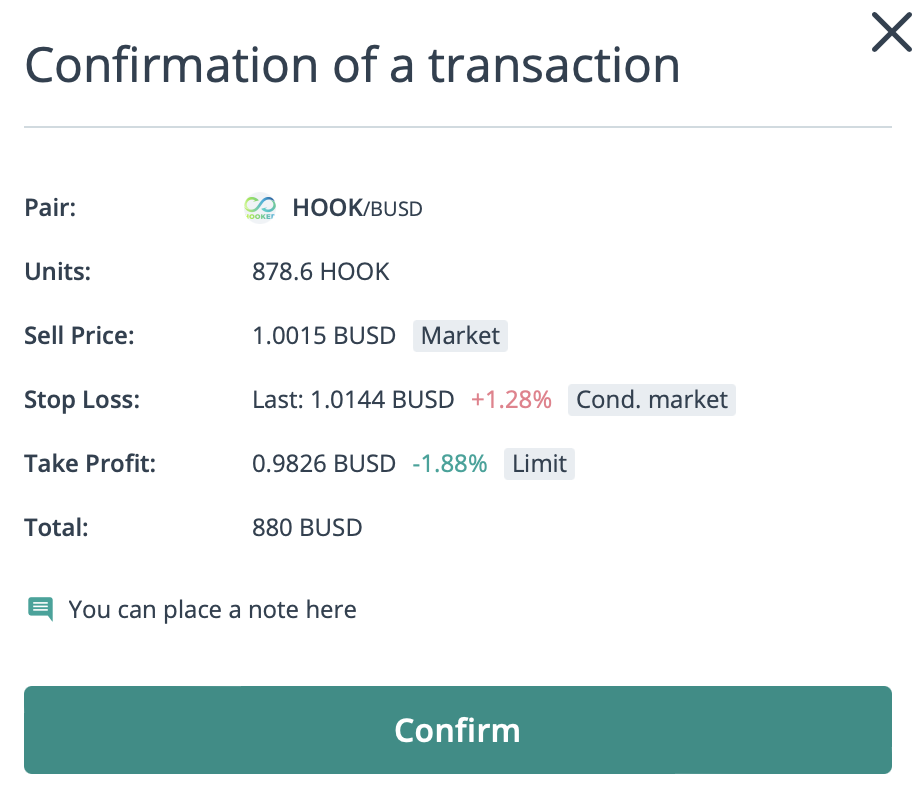 Confirmation of a transaction
Pair: HOOK/BUSD
Units: 878.6 HOOK
Sell Price: 1.0015 BUSD Market
Stop Loss: Last: 1.0144 BUSD +1.28% Cond. market
Take Profit: 0.9826 BUSD -1.88% Limit
Total: 880 BUSD
You can place a note here
Confirm